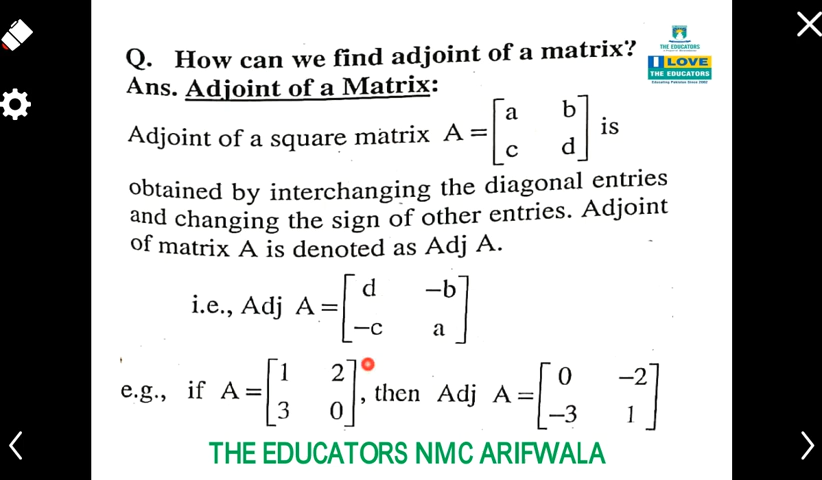 Q. How can we find adjoint of a matrix?
THE EDUCATORS
I LOVE
THE EDUCATORS
Ans. Adjoint of a Matrix:
Adjoint of a square matrix A = [a b
c d] is
obtained by interchanging the diagonal entries
and changing the sign of other entries. Adjoint
of matrix A is denoted as Adj A.
i.e., Adj A = [d -b
-c a]
e.g., if A = [1 2
3 0], then Adj A = [0 -2
-3 1]
THE EDUCATORS NMC ARIFWALA